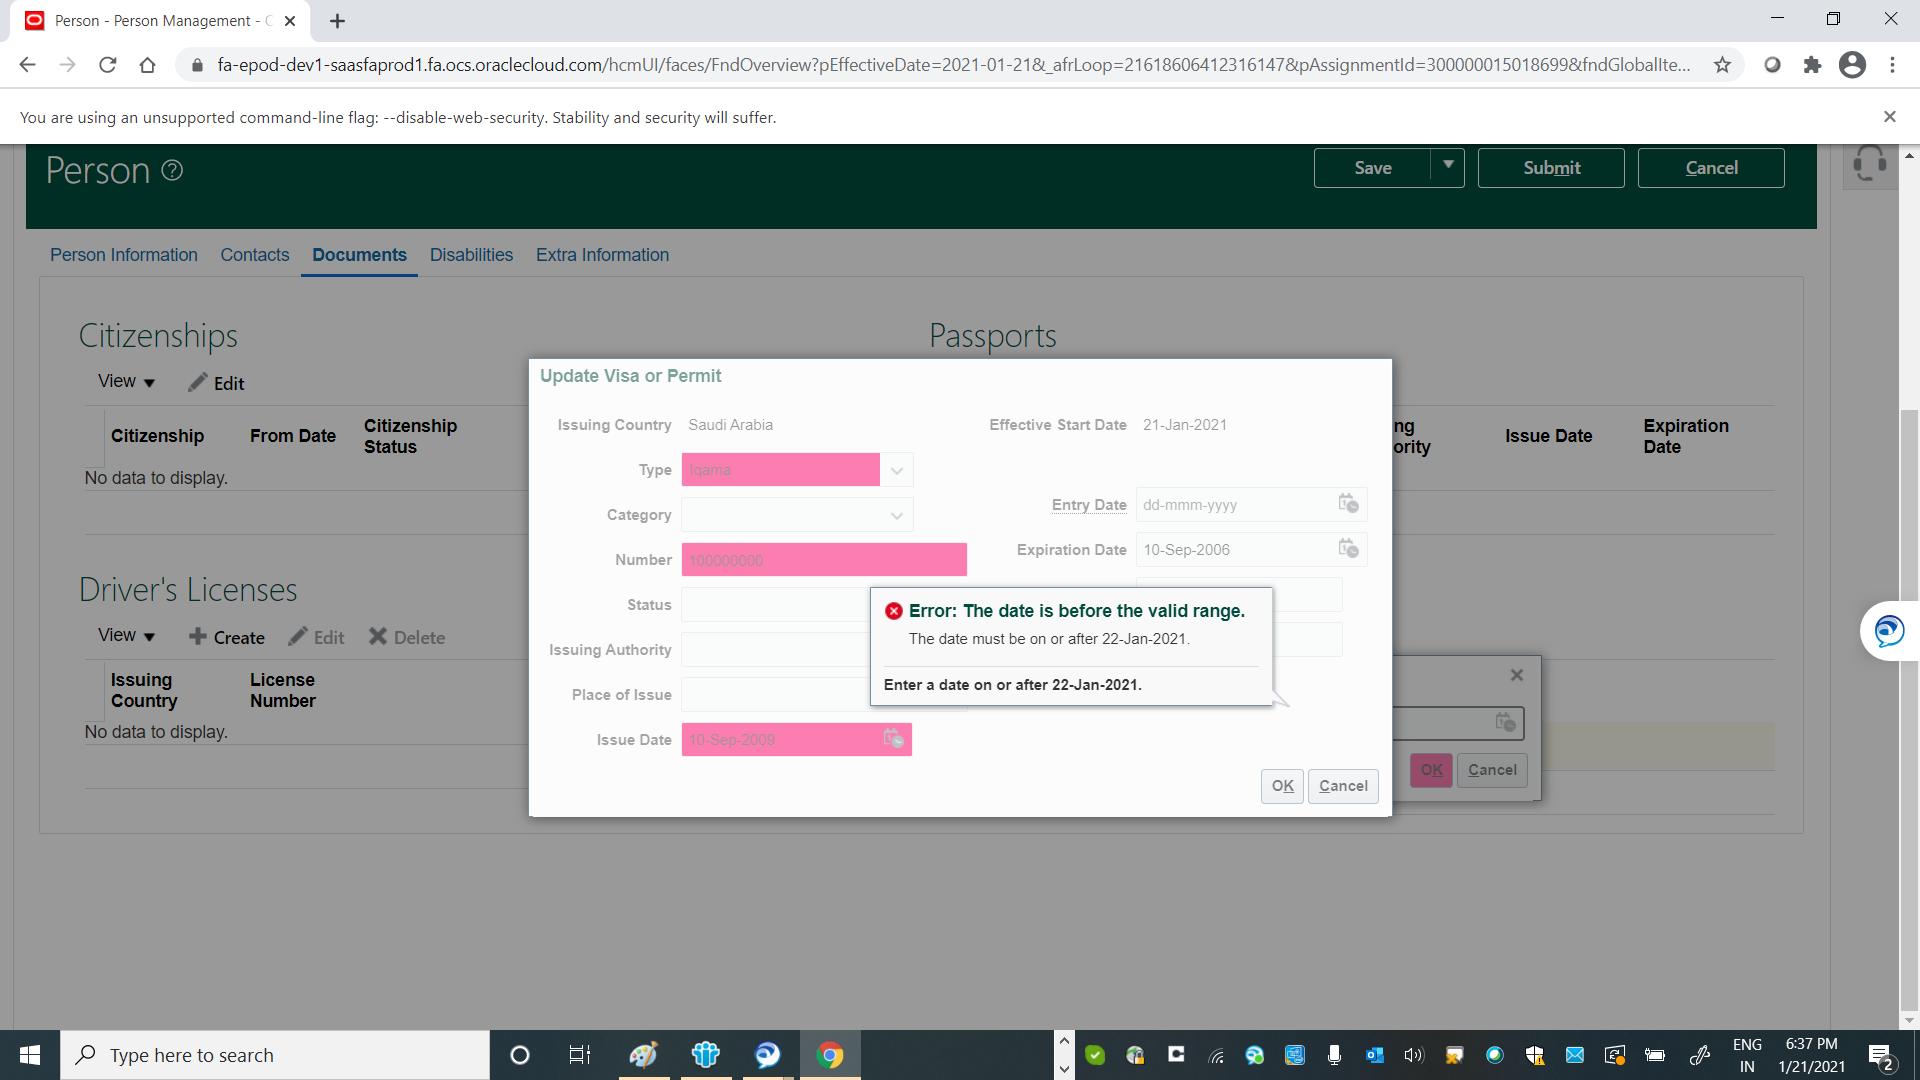 Person - Person Management -
fa-epod-dev1-saasfaprod1.fa.ocs.oraclecloud.com/hcmUI/faces/FndOverview?pEffectiveDate=2021-01-21&_afrLoop=21618606412316147&pAssignmentId=300000015018699&fndGlobalIte...
You are using an unsupported command-line flag: --disable-web-security. Stability and security will suffer.
Person
Save
Submit
Cancel
Person Information
Contacts
Documents
Disabilities
Extra Information
Citizenships
Passports
View
Edit
Citizenship
From Date
Citizenship
Status
No data to display.
ng
ority
Issue Date
Expiration
Date
Update Visa or Permit
Issuing Country Saudi Arabia
Effective Start Date 21-Jan-2021
Type Iqama
Category
Entry Date dd-mmm-yyyy
Number 100000000
Expiration Date 10-Sep-2006
Status
Issuing Authority
Place of Issue
Issue Date 10-Sep-2009
OK
Cancel
Error: The date is before the valid range.
The date must be on or after 22-Jan-2021.
Enter a date on or after 22-Jan-2021.
OK
Cancel
Driver's Licenses
View
Create
Edit
Delete
Issuing
Country
License
Number
No data to display.
Type here to search
ENG
IN
6:37 PM
1/21/2021
2